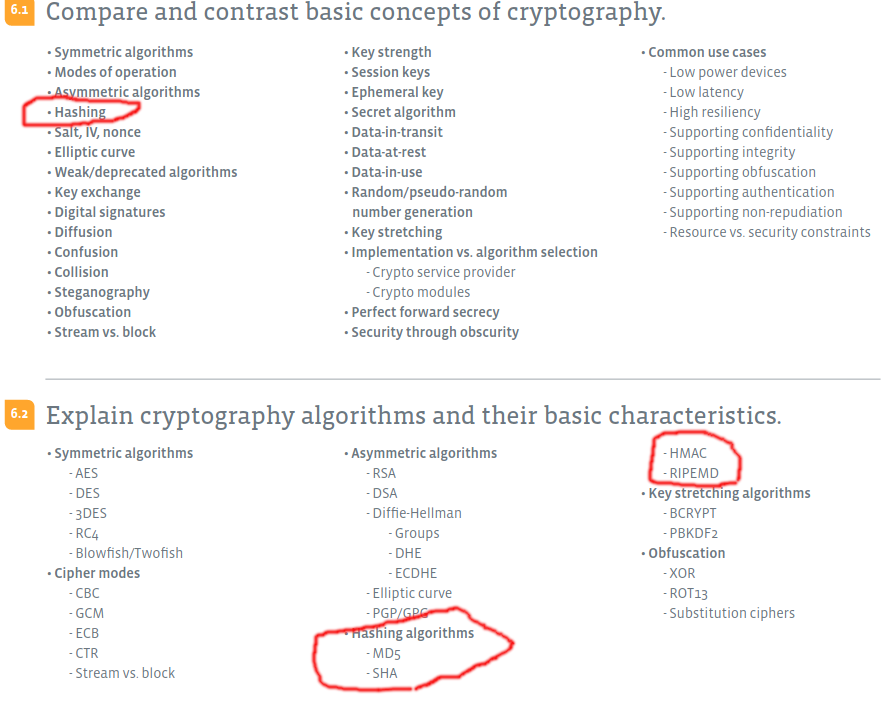 6.1 Compare and contrast basic concepts of cryptography.
• Symmetric algorithms
• Modes of operation
• Asymmetric algorithms
• Hashing
• Salt, IV, nonce
• Elliptic curve
• Weak/deprecated algorithms
• Key exchange
• Digital signatures
• Diffusion
• Confusion
• Collision
• Steganography
• Obfuscation
• Stream vs. block
• Key strength
• Session keys
• Ephemeral key
• Secret algorithm
• Data-in-transit
• Data-at-rest
• Data-in-use
• Random/pseudo-random
number generation
• Key stretching
• Implementation vs. algorithm selection
- Crypto service provider
- Crypto modules
• Perfect forward secrecy
• Security through obscurity
• Common use cases
- Low power devices
- Low latency
- High resiliency
- Supporting confidentiality
- Supporting integrity
- Supporting obfuscation
- Supporting authentication
- Supporting non-repudiation
- Resource vs. security constraints
6.2 Explain cryptography algorithms and their basic characteristics.
• Symmetric algorithms
- AES
- DES
- 3DES
- RC4
- Blowfish/Twofish
• Cipher modes
- CBC
- GCM
- ECB
- CTR
- Stream vs. block
• Asymmetric algorithms
- RSA
- DSA
- Diffie-Hellman
- Groups
- DHE
- ECDHE
- Elliptic curve
- PGP/GPG
• Hashing algorithms
- MD5
- SHA
- HMAC
- RIPEMD
• Key stretching algorithms
- BCRYPT
- PBKDF2
• Obfuscation
- XOR
- ROT13
- Substitution ciphers